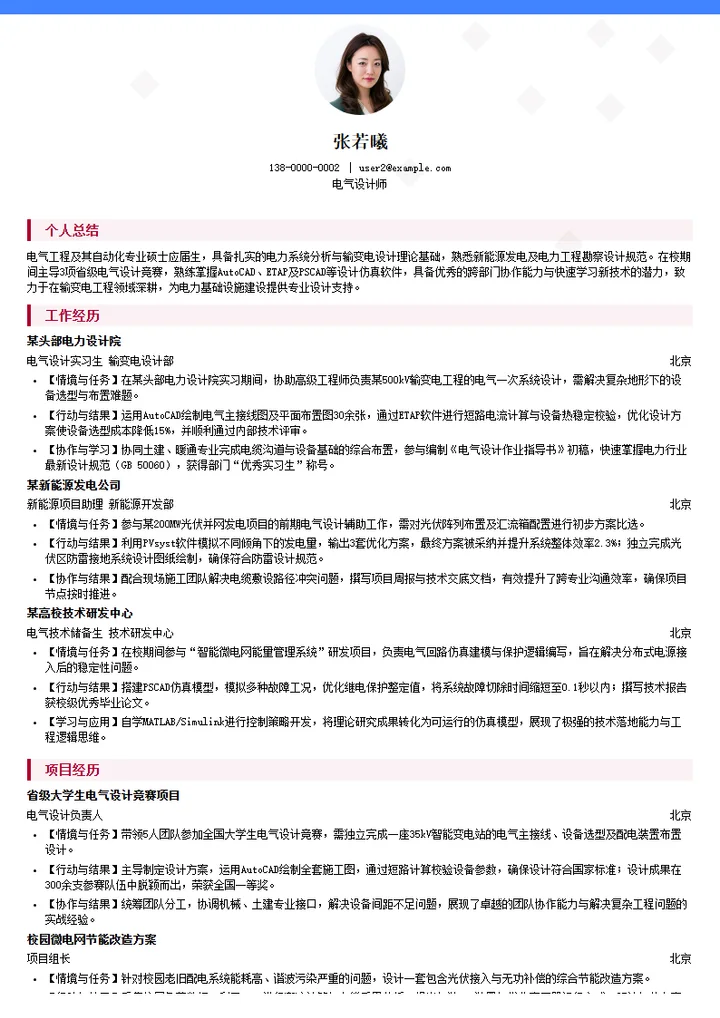 张若曦
138-0000-0002 | user2@example.com
电气设计师
个人总结
电气工程及其自动化专业硕士应届生，具备扎实的电力系统分析与输变电设计理论基础，熟悉新能源发电及电力工程勘察设计规范。在校期
间主导3项省级电气设计竞赛，熟练掌握AutoCAD、ETAP及PSCAD等设计仿真软件，具备优秀的跨部门协作能力与快速学习新技术的潜力，致
力于在输变电工程领域深耕，为电力基础设施建设提供专业设计支持。
工作经历
某头部电力设计院
电气设计实习生 输变电设计部 北京
• 【情境与任务】在某头部电力设计院实习期间，协助高级工程师负责某500kV输变电工程的电气一次系统设计，需解决复杂地形下的设
备选型与布置难题。
• 【行动与结果】运用AutoCAD绘制电气主接线图及平面布置图30余张，通过ETAP软件进行短路电流计算与设备热稳定校验，优化设计方
案使设备选型成本降低15%，并顺利通过内部技术评审。
• 【协作与学习】协同土建、暖通专业完成电缆沟道与设备基础的综合布置，参与编制《电气设计作业指导书》初稿，快速掌握电力行业
最新设计规范（GB 50060），获得部门“优秀实习生”称号。
某新能源发电公司
新能源项目助理 新能源开发部 北京
• 【情境与任务】参与某200MW光伏并网发电项目的前期电气设计辅助工作，需对光伏阵列布置及汇流箱配置进行初步方案比选。
• 【行动与结果】利用PVsyst软件模拟不同倾角下的发电量，输出3套优化方案，最终方案被采纳并提升系统整体效率2.3%；独立完成光
伏区防雷接地系统设计图纸绘制，确保符合防雷设计规范。
• 【协作与结果】配合现场施工团队解决电缆敷设路径冲突问题，撰写项目周报与技术交底文档，有效提升了跨专业沟通效率，确保项目
节点按时推进。
某高校技术研发中心
电气技术储备生 技术研发中心 北京
• 【情境与任务】在校期间参与“智能微电网能量管理系统”研发项目，负责电气回路仿真建模与保护逻辑编写，旨在解决分布式电源接
入后的稳定性问题。
• 【行动与结果】搭建PSCAD仿真模型，模拟多种故障工况，优化继电保护整定值，将系统故障切除时间缩短至0.1秒以内；撰写技术报告
获校级优秀毕业论文。
• 【学习与应用】自学MATLAB/Simulink进行控制策略开发，将理论研究成果转化为可运行的仿真模型，展现了极强的技术落地能力与工
程逻辑思维。
项目经历
省级大学生电气设计竞赛项目
电气设计负责人 北京
• 【情境与任务】带领5人团队参加全国大学生电气设计竞赛，需独立完成一座35kV智能变电站的电气主接线、设备选型及配电装置布置
设计。
• 【行动与结果】主导制定设计方案，运用AutoCAD绘制全套施工图，通过短路计算校验设备参数，确保设计符合国家标准；设计成果在
300余支参赛队伍中脱颖而出，荣获全国一等奖。
• 【协作与结果】统筹团队分工，协调机械、土建专业接口，解决设备间距不足问题，展现了卓越的团队协作能力与解决复杂工程问题的
实战经验。
校园微电网节能改造方案
项目组长 北京
• 【情境与任务】针对校园老旧配电系统能耗高、谐波污染严重的问题，设计一套包含光伏接入与无功补偿的综合节能改造方案。